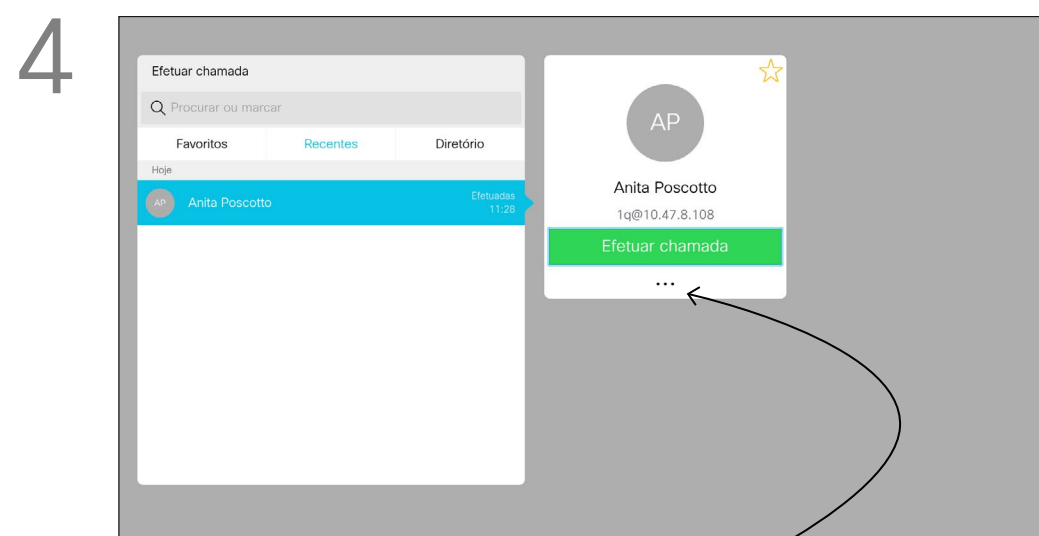 4
Efetuar chamada
Procurar ou marcar
Favoritos Recentes Diretório
Hoje
AP Anita Poscotto Efetuadas
11:28
AP
Anita Poscotto
1q@10.47.8.108
Efetuar chamada
...